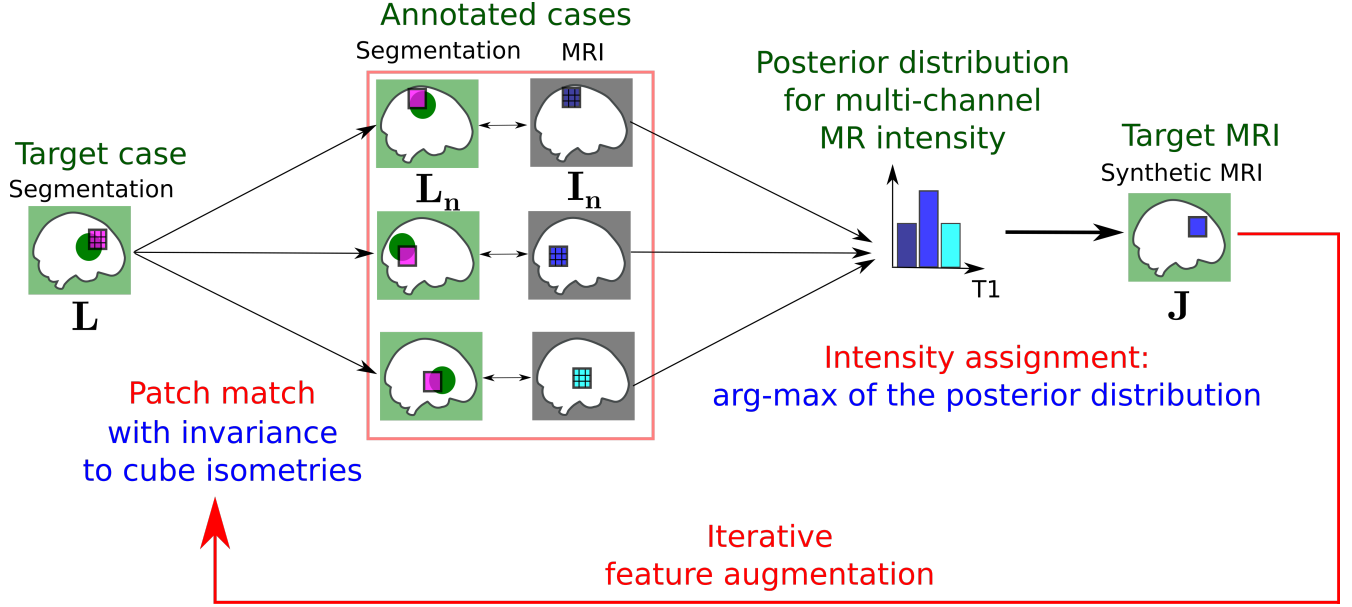 Annotated cases
Segmentation MRI
Posterior distribution
for multi-channel
MR intensity
Target case
Segmentation
Target MRI
Synthetic MRI
Lₙ Iₙ
T1
L
J
Intensity assignment:
arg-max of the posterior distribution
Patch match
with invariance
to cube isometries
Iterative
feature augmentation